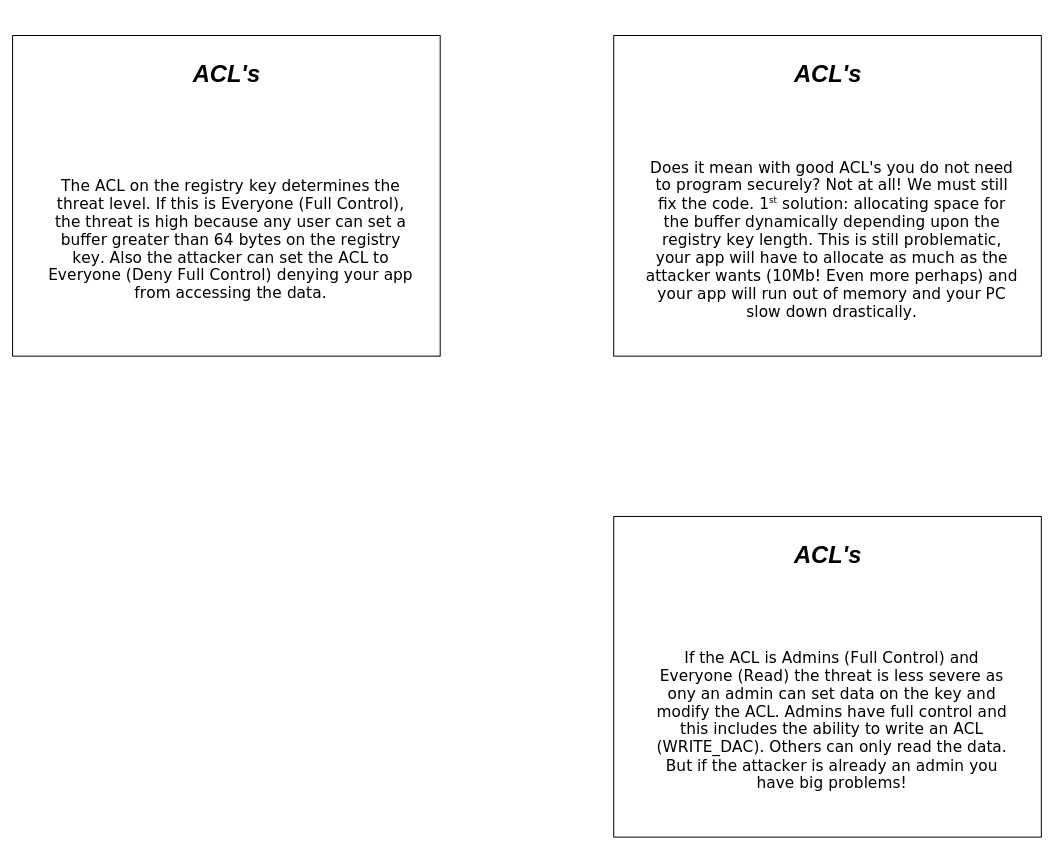 ACL's
The ACL on the registry key determines the
threat level. If this is Everyone (Full Control),
the threat is high because any user can set a
buffer greater than 64 bytes on the registry
key. Also the attacker can set the ACL to
Everyone (Deny Full Control) denying your app
from accessing the data.
ACL's
Does it mean with good ACL's you do not need
to program securely? Not at all! We must still
fix the code. 1st solution: allocating space for
the buffer dynamically depending upon the
registry key length. This is still problematic,
your app will have to allocate as much as the
attacker wants (10Mb! Even more perhaps) and
your app will run out of memory and your PC
slow down drastically.
ACL's
If the ACL is Admins (Full Control) and
Everyone (Read) the threat is less severe as
ony an admin can set data on the key and
modify the ACL. Admins have full control and
this includes the ability to write an ACL
(WRITE_DAC). Others can only read the data.
But if the attacker is already an admin you
have big problems!